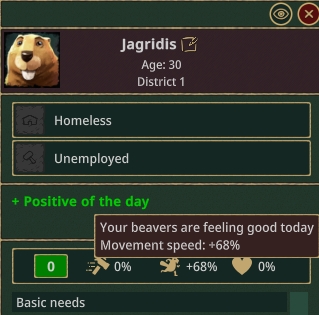 Jagridis
Age: 30
District 1
Homeless
Unemployed
+ Positive of the day
Your beavers are feeling good today
Movement speed: +68%
0 0% +68% 0%
Basic needs